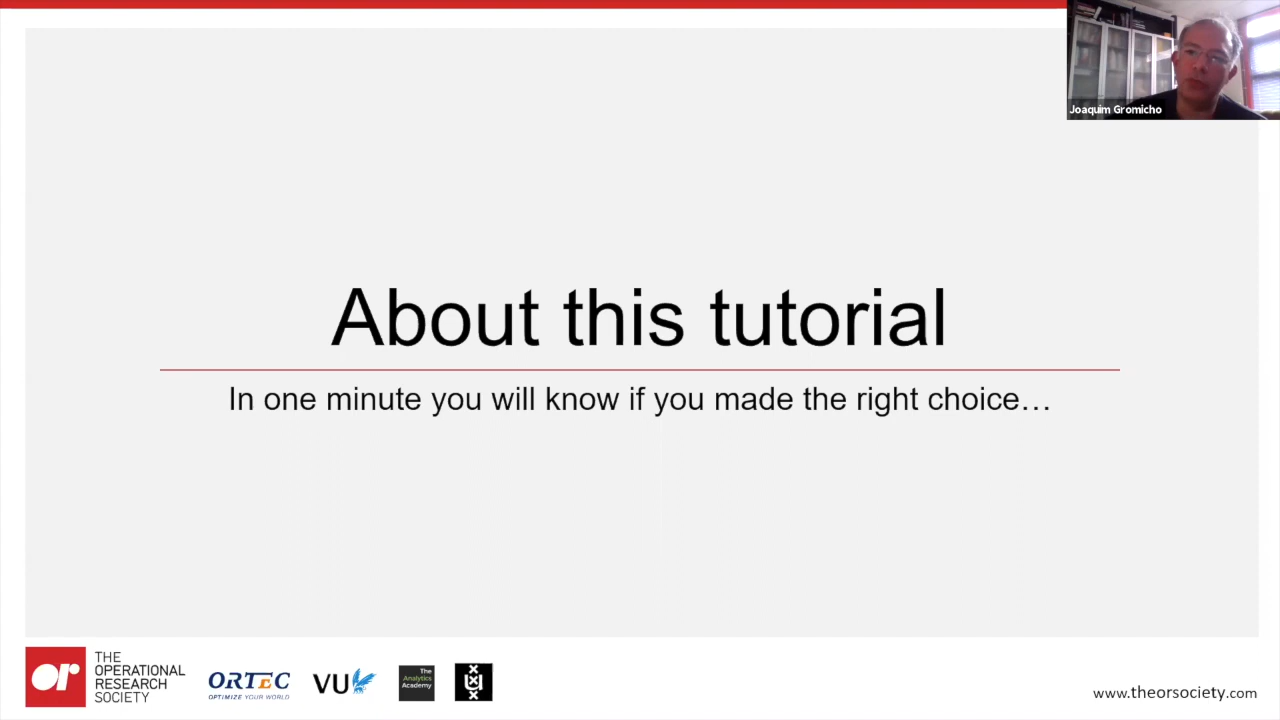 Joaquim Gromicho
About this tutorial
In one minute you will know if you made the right choice…
or
THE
OPERATIONAL
RESEARCH
SOCIETY
ORTEC
OPTIMIZE YOUR WORLD
VU
The
Analytics
Academy
www.theorsociety.com